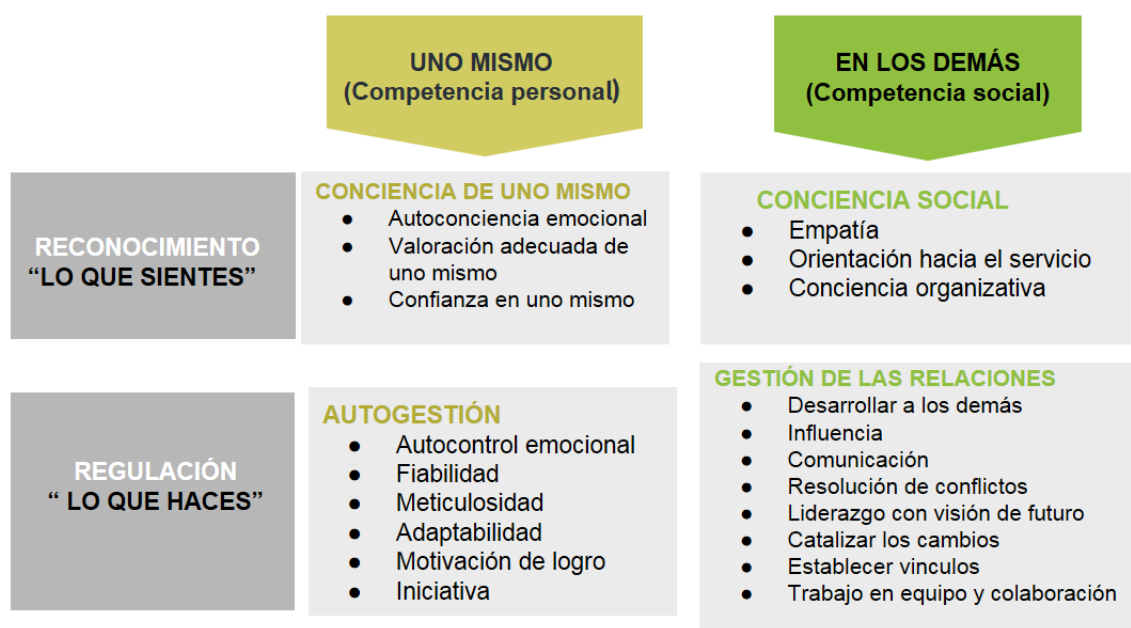 UNO MISMO
(Competencia personal)
EN LOS DEMÁS
(Competencia social)
RECONOCIMIENTO
“LO QUE SIENTES”
CONCIENCIA DE UNO MISMO
● Autoconciencia emocional
● Valoración adecuada de
uno mismo
● Confianza en uno mismo
CONCIENCIA SOCIAL
● Empatía
● Orientación hacia el servicio
● Conciencia organizativa
REGULACIÓN
“ LO QUE HACES”
AUTOGESTIÓN
● Autocontrol emocional
● Fiabilidad
● Meticulosidad
● Adaptabilidad
● Motivación de logro
● Iniciativa
GESTIÓN DE LAS RELACIONES
● Desarrollar a los demás
● Influencia
● Comunicación
● Resolución de conflictos
● Liderazgo con visión de futuro
● Catalizar los cambios
● Establecer vinculos
● Trabajo en equipo y colaboración